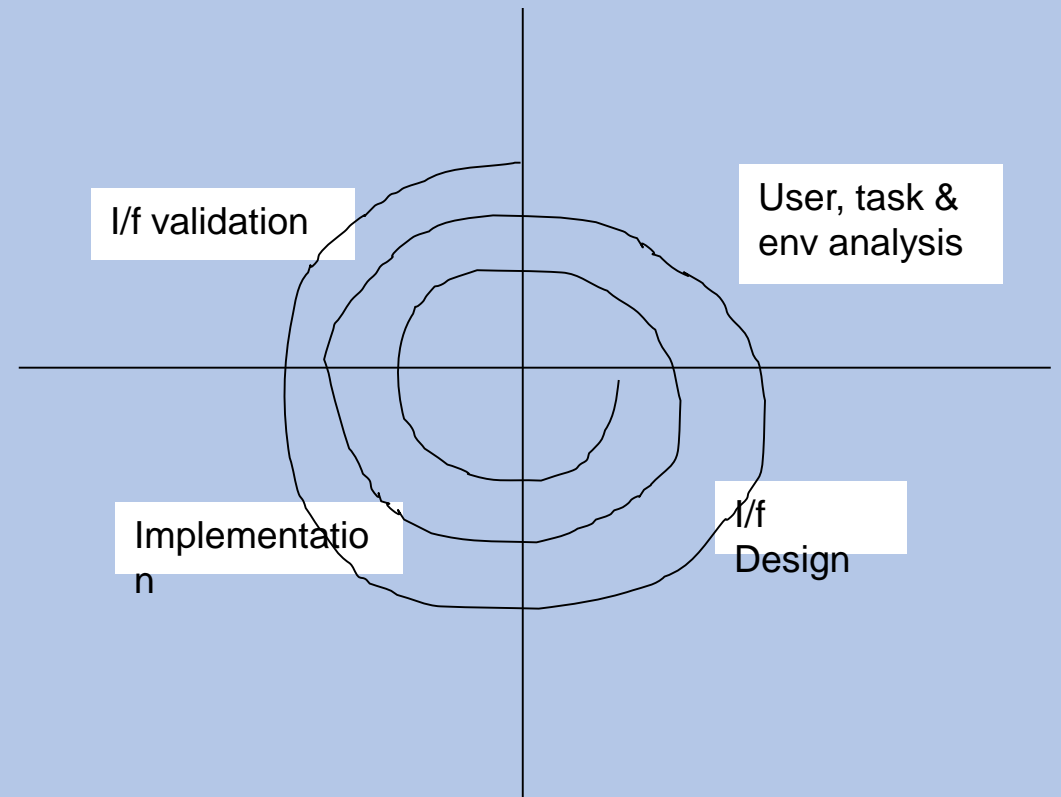 I/f validation
User, task &
env analysis
Implementatio
n
I/f
Design